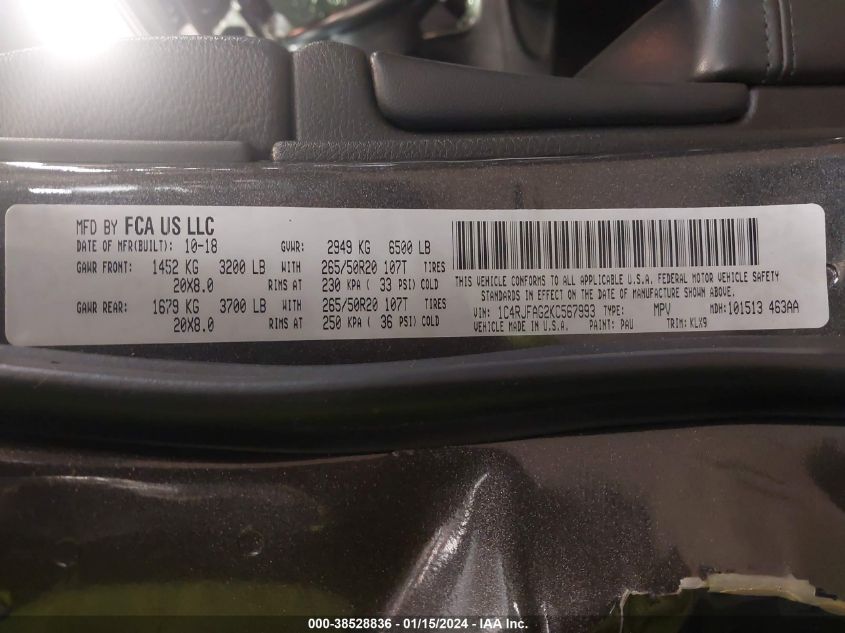 MFD BY FCA US LLC
DATE OF MFR(BUILT): 10-18 GVWR: 2949 KG 6500 LB
GAWR FRONT: 1452 KG 3200 LB WITH 265/50R20 107T TIRES
20X8.0 RIMS AT 230 KPA ( 33 PSI) COLD
GAWR REAR: 1679 KG 3700 LB WITH 265/50R20 107T TIRES
20X8.0 RIMS AT 250 KPA ( 36 PSI) COLD
THIS VEHICLE CONFORMS TO ALL APPLICABLE U.S.A. FEDERAL MOTOR VEHICLE SAFETY
STANDARDS IN EFFECT ON THE DATE OF MANUFACTURE SHOWN ABOVE.
VIN: 1C4RJFAG2KC567993 TYPE: MPV MDH: 101513 463AA
VEHICLE MADE IN U.S.A. PAINT: PAU TRIM: KLX9
000-38528836 - 01/15/2024 - IAA Inc.